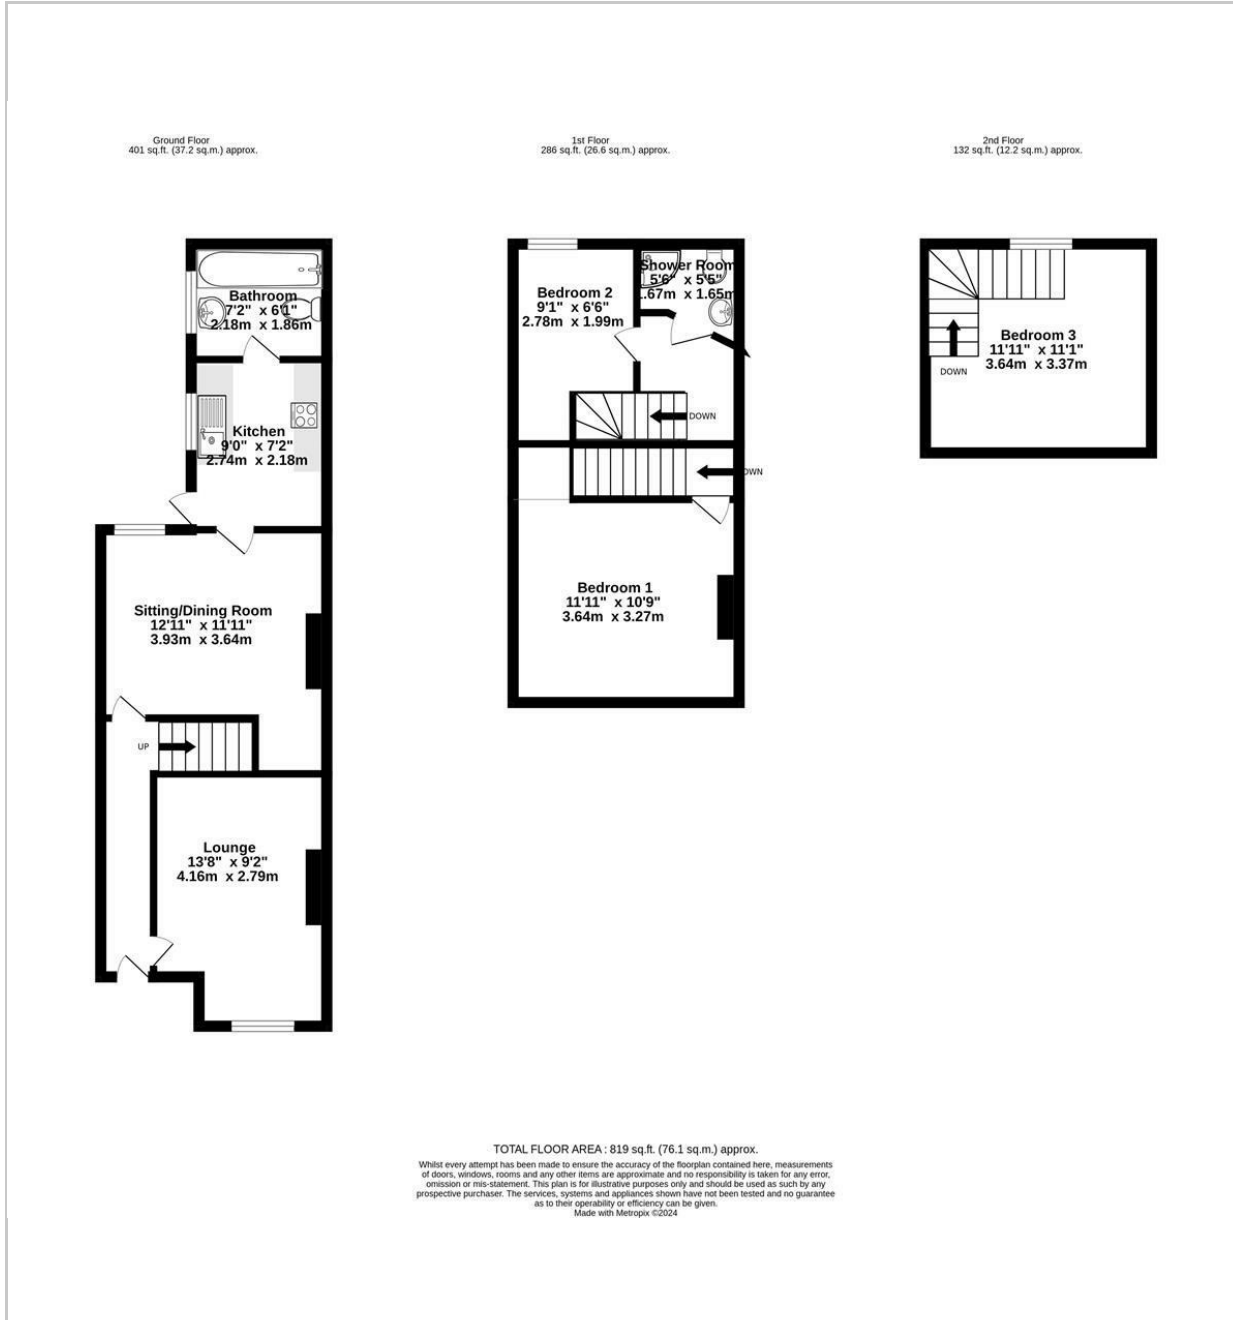 Ground Floor
401 sq.ft. (37.2 sq.m.) approx.
1st Floor
286 sq.ft. (26.6 sq.m.) approx.
2nd Floor
132 sq.ft. (12.2 sq.m.) approx.
Bathroom
7'2" x 6'1"
2.18m x 1.86m
Kitchen
9'0" x 7'2"
2.74m x 2.18m
Sitting/Dining Room
12'11" x 11'11"
3.93m x 3.64m
UP
Lounge
13'8" x 9'2"
4.16m x 2.79m
Bedroom 2
9'1" x 6'6"
2.78m x 1.99m
Shower Room
5'6" x 5'5"
.67m x 1.65m
DOWN
OWN
Bedroom 1
11'11" x 10'9"
3.64m x 3.27m
Bedroom 3
11'11" x 11'1"
3.64m x 3.37m
DOWN
TOTAL FLOOR AREA : 819 sq.ft. (76.1 sq.m.) approx.
Whilst every attempt has been made to ensure the accuracy of the floorplan contained here, measurements
of doors, windows, rooms and any other items are approximate and no responsibility is taken for any error,
omission or mis-statement. This plan is for illustrative purposes only and should be used as such by any
prospective purchaser. The services, systems and appliances shown have not been tested and no guarantee
as to their operability or efficiency can be given.
Made with Metropix ©2024